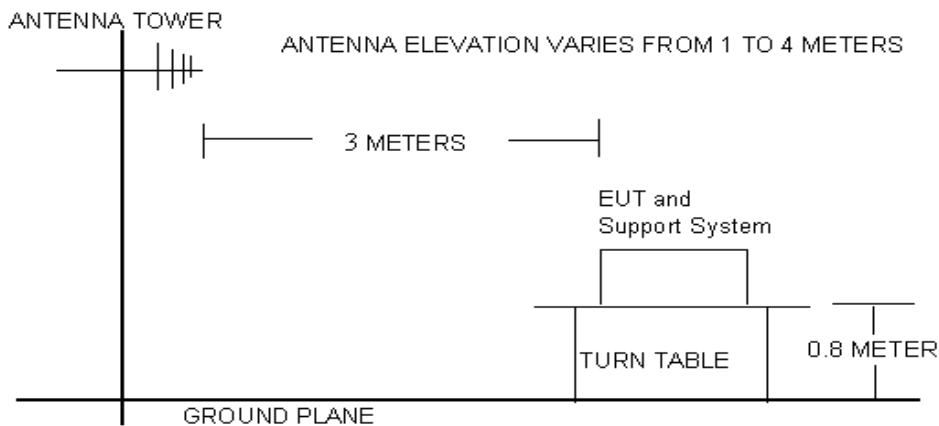 ANTENNA TOWER
ANTENNA ELEVATION VARIES FROM 1 TO 4 METERS
3 METERS
EUT and
Support System
TURN TABLE
0.8 METER
GROUND PLANE